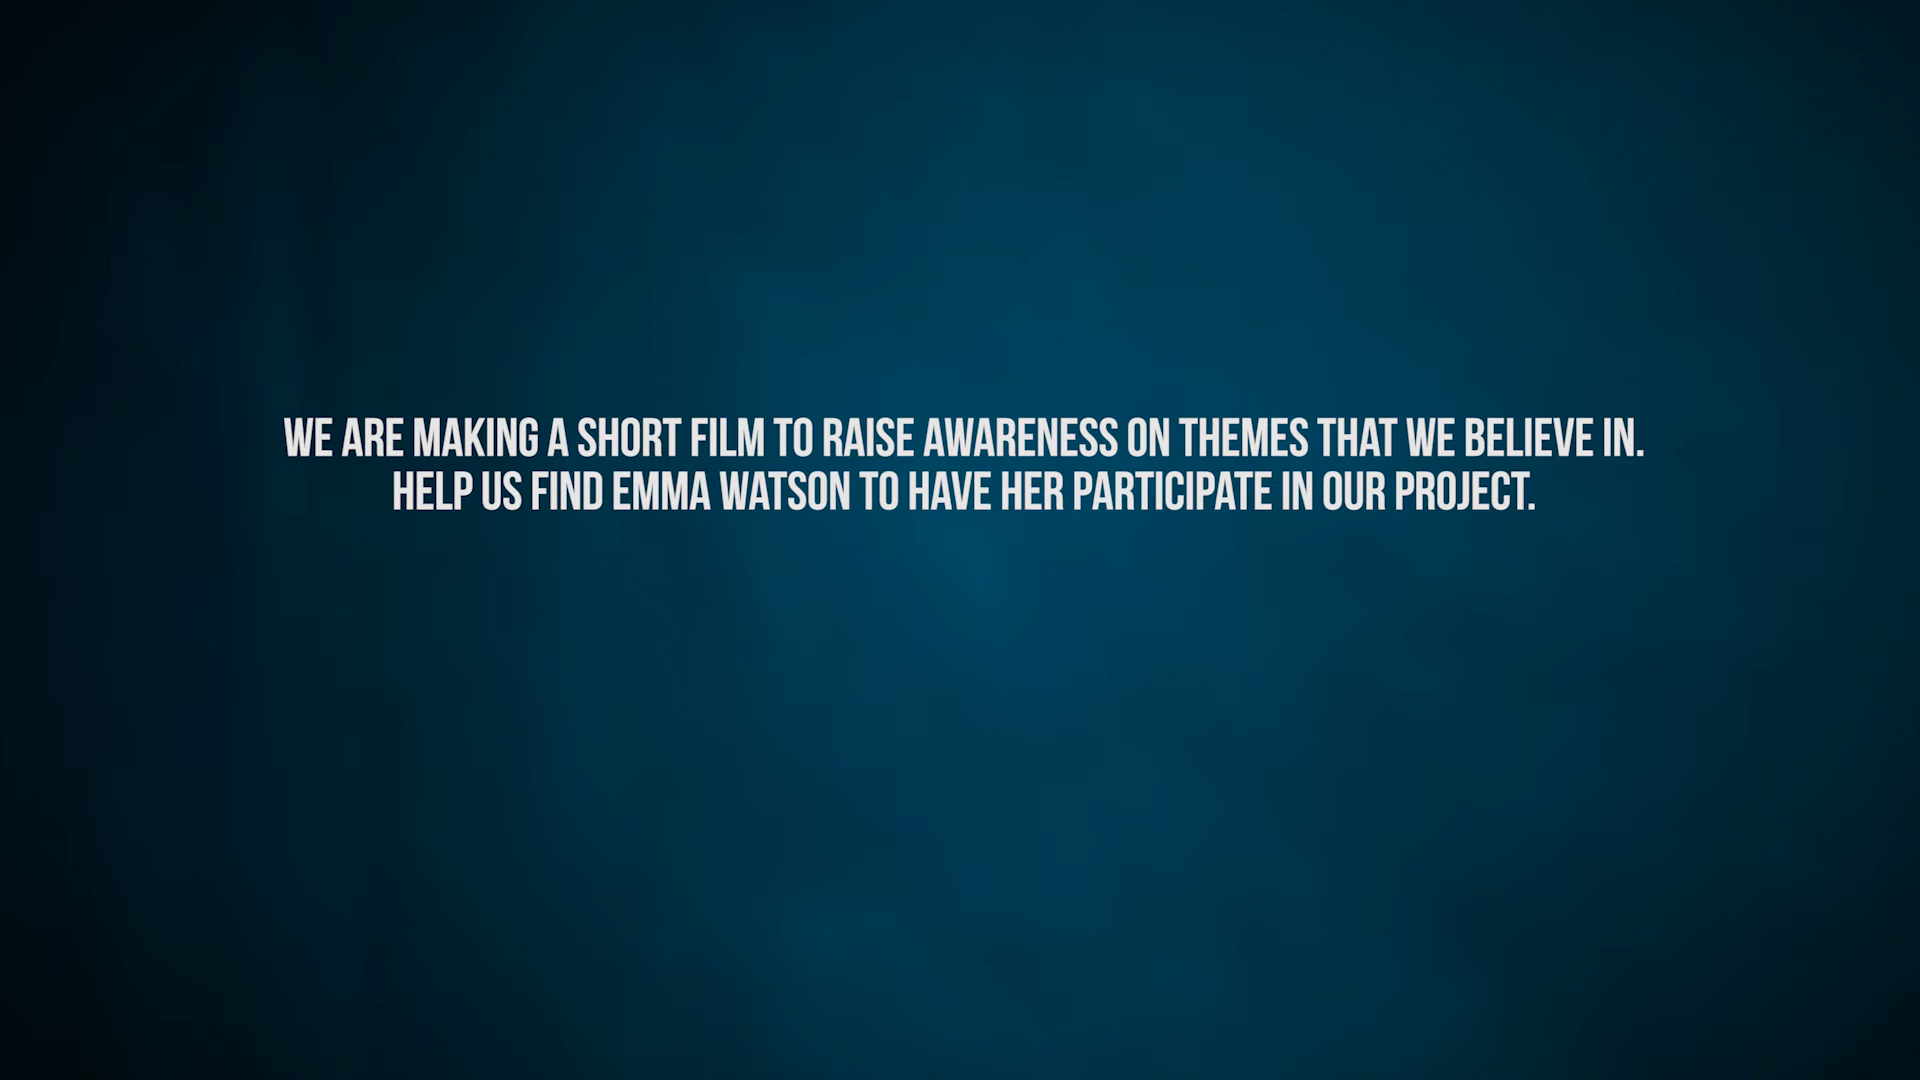 WE ARE MAKING A SHORT FILM TO RAISE AWARENESS ON THEMES THAT WE BELIEVE IN.
HELP US FIND EMMA WATSON TO HAVE HER PARTICIPATE IN OUR PROJECT.